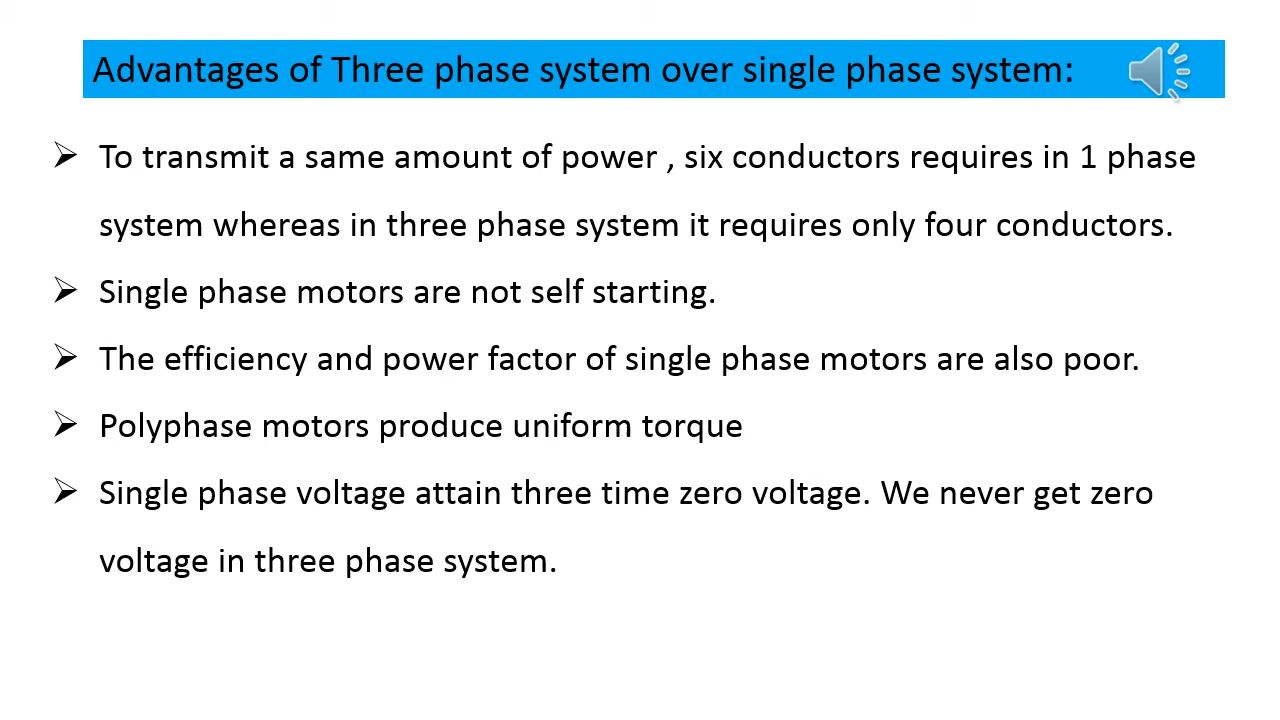 Advantages of Three phase system over single phase system:
➢ To transmit a same amount of power , six conductors requires in 1 phase
system whereas in three phase system it requires only four conductors.
➢ Single phase motors are not self starting.
➢ The efficiency and power factor of single phase motors are also poor.
➢ Polyphase motors produce uniform torque
➢ Single phase voltage attain three time zero voltage. We never get zero
voltage in three phase system.